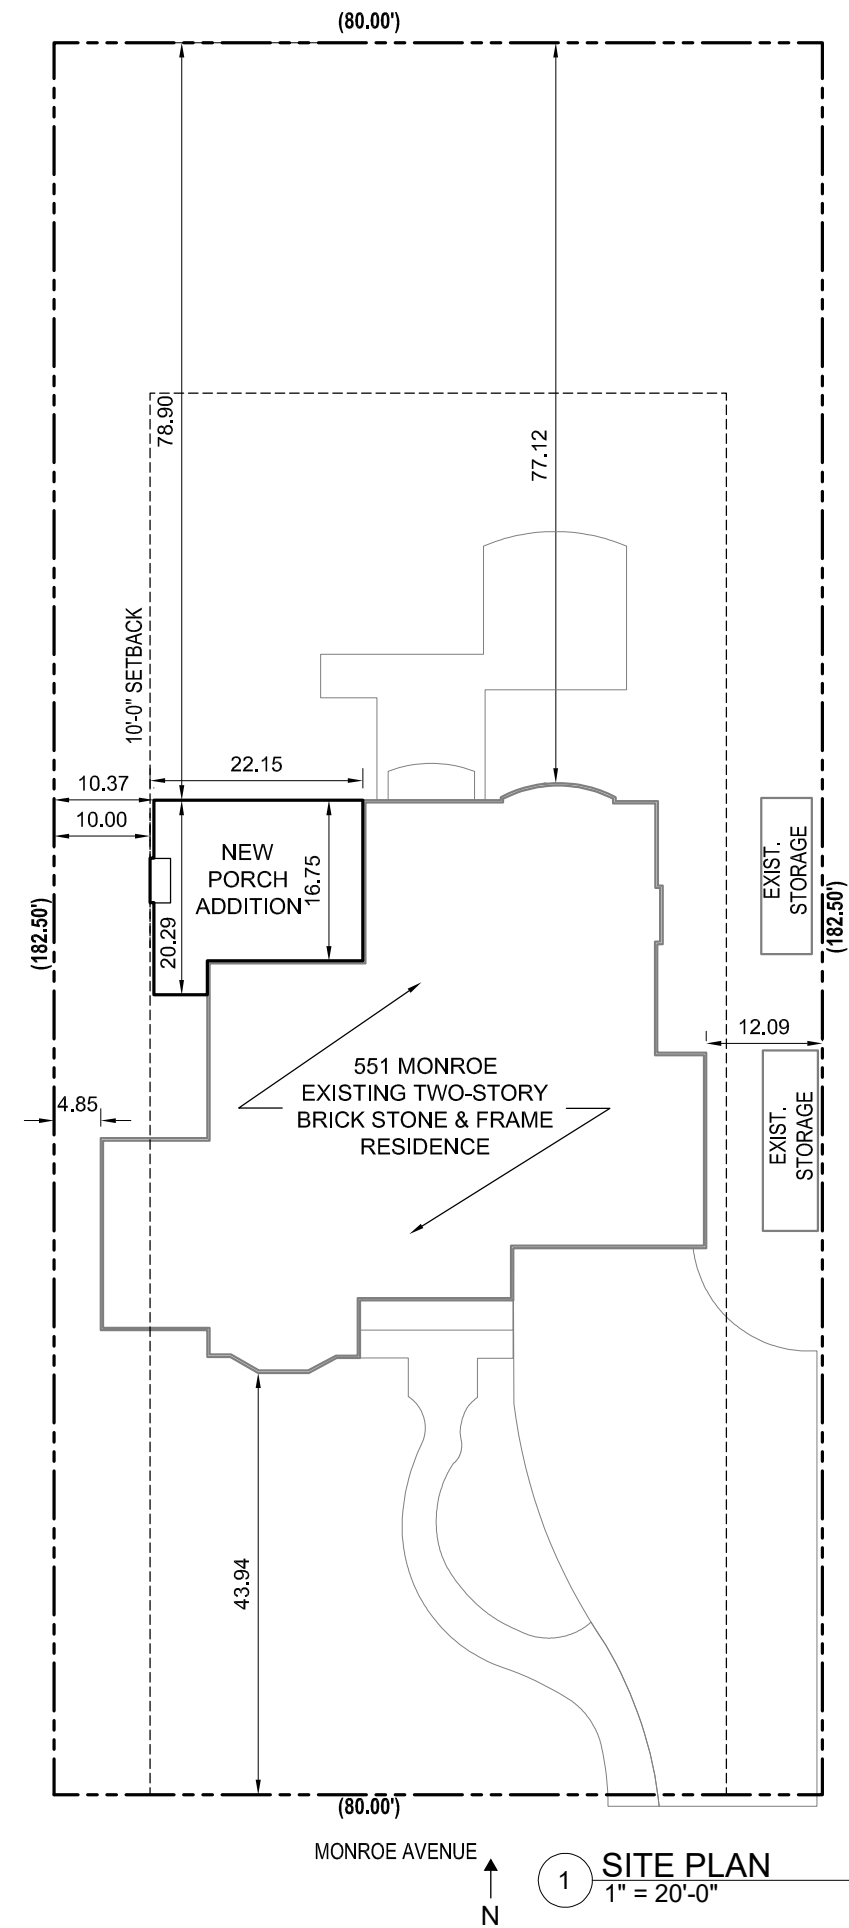 (80.00')
78.90
77.12
10'-0" SETBACK
22.15
10.37
10.00
NEW
PORCH
ADDITION
16.75
20.29
EXIST.
STORAGE
(182.50')
(182.50')
12.09
551 MONROE
EXISTING TWO-STORY
BRICK STONE & FRAME
RESIDENCE
4.85
EXIST.
STORAGE
43.94
(80.00')
MONROE AVENUE
N
1
SITE PLAN
1" = 20'-0"